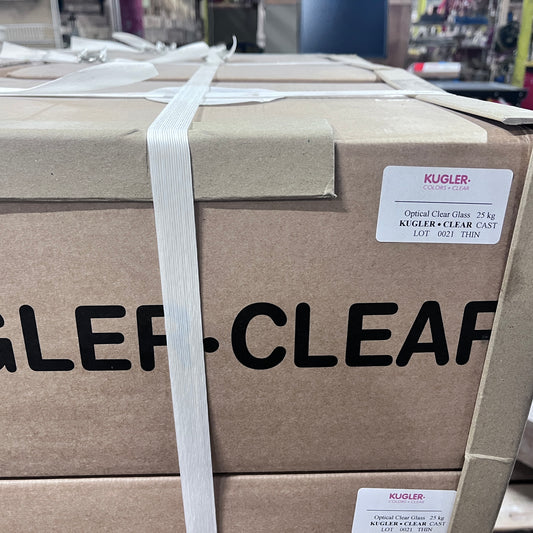 KUGLER•
COLORS + CLEAR
Optical Clear Glass 25 kg
KUGLER • CLEAR CAST
LOT 0021 THIN
GLER•CLEAR
KUGLER•
COLORS + CLEAR
Optical Clear Glass 25 kg
KUGLER • CLEAR CAST
LOT 0021 THIN